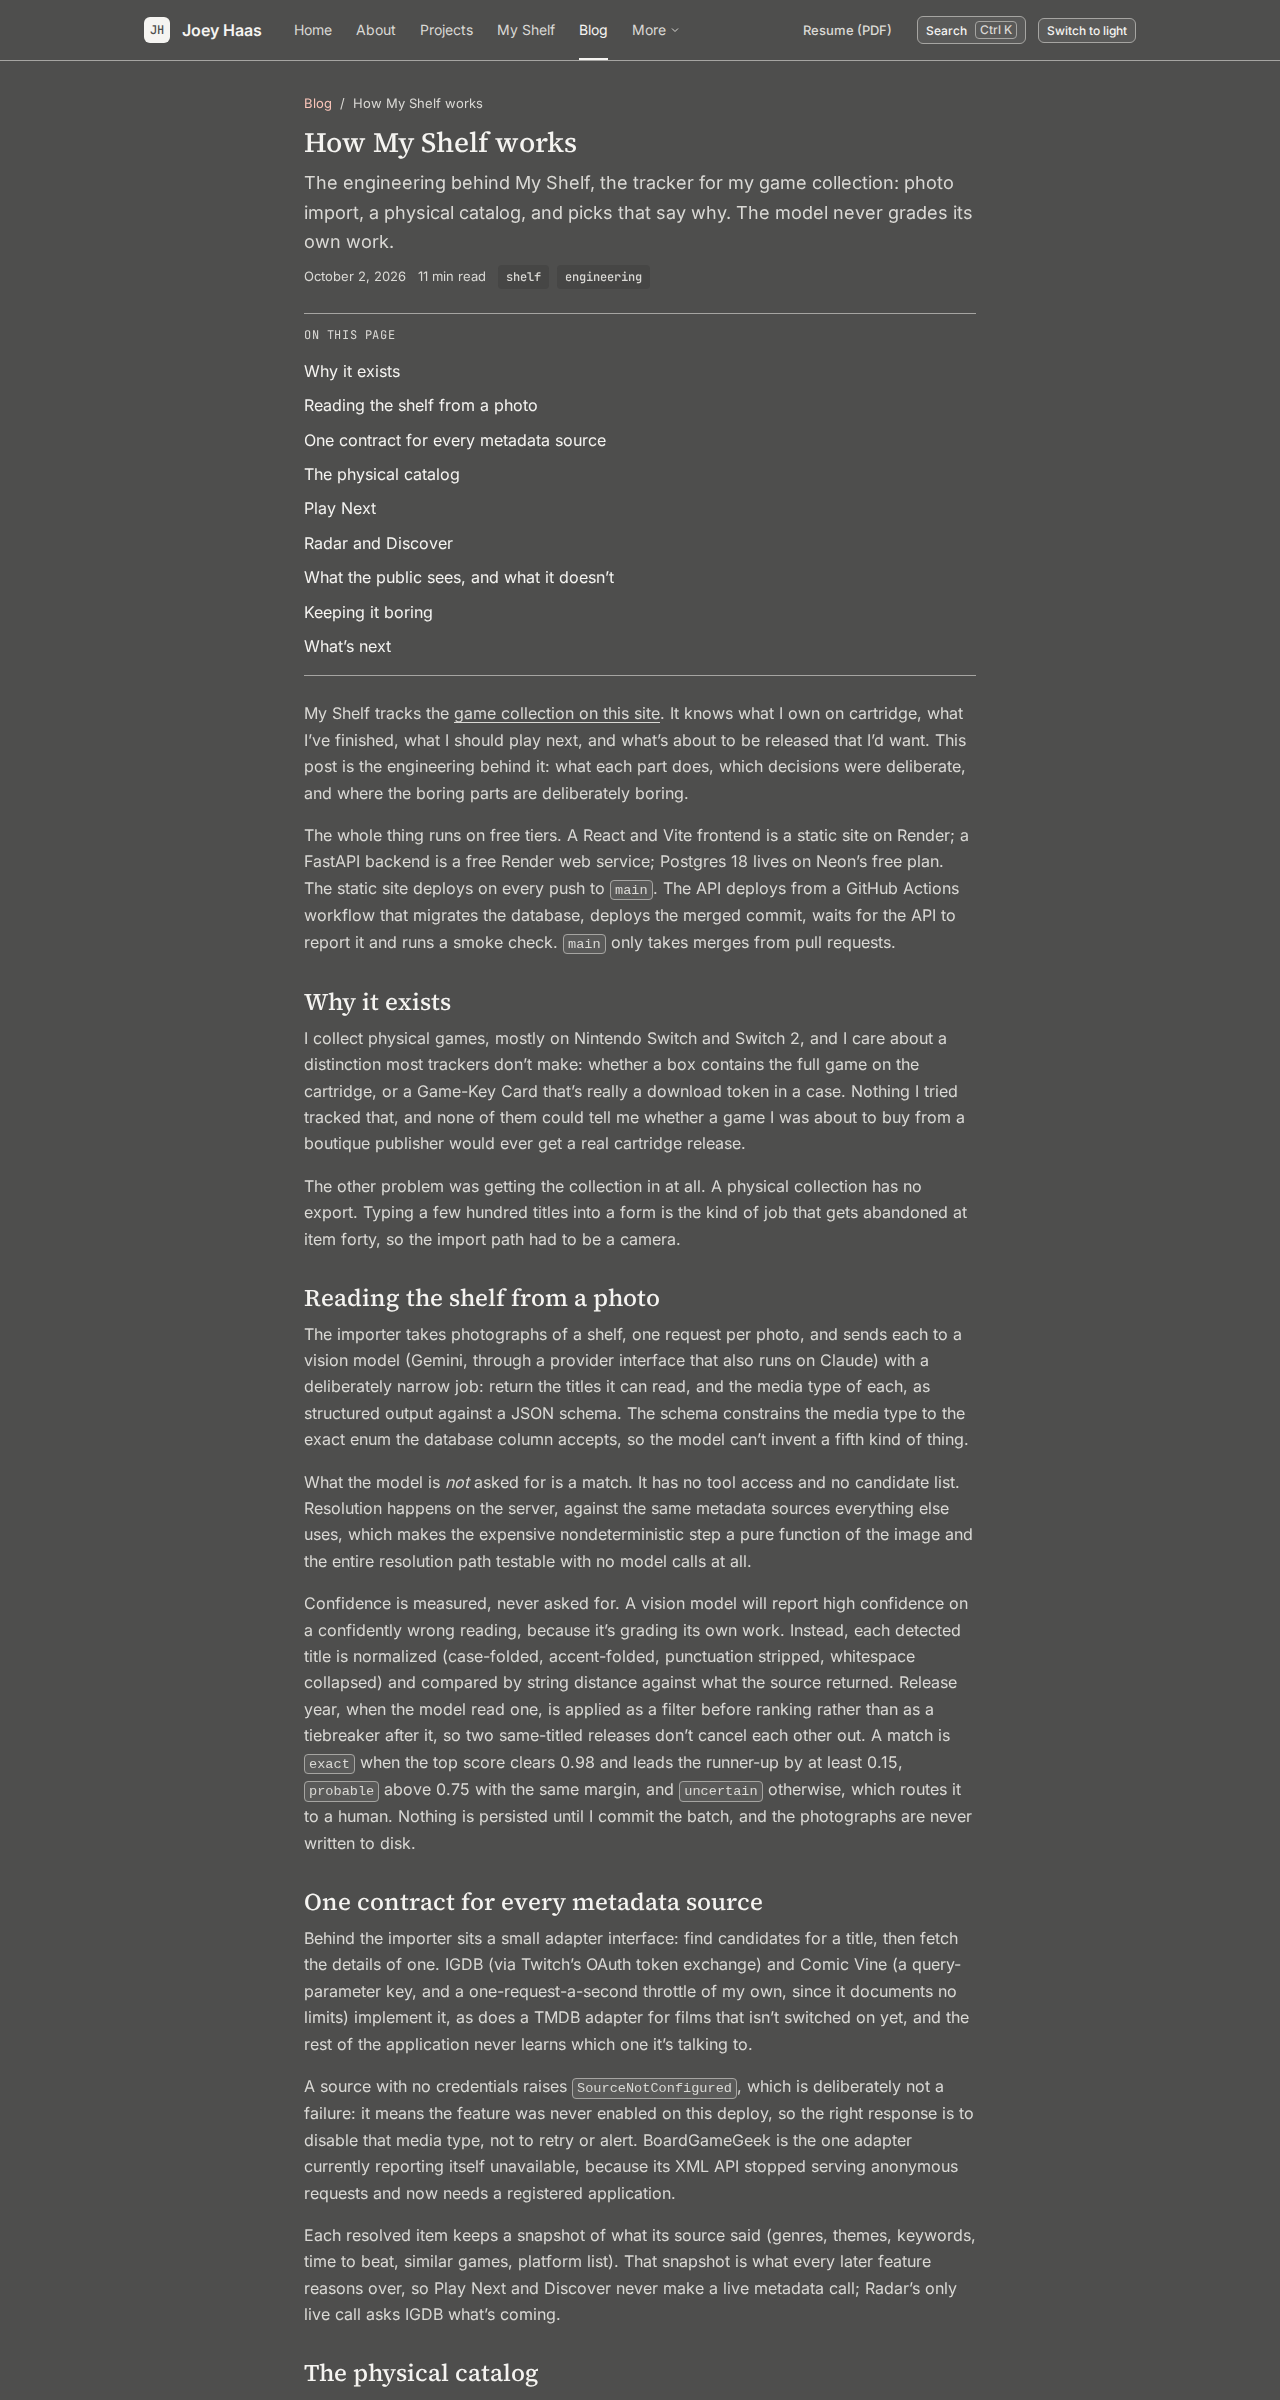 JH Joey Haas Home About Projects My Shelf Blog More Resume (PDF) Search Ctrl K Switch to light
Blog / How My Shelf works
How My Shelf works
The engineering behind My Shelf, the tracker for my game collection: photo
import, a physical catalog, and picks that say why. The model never grades its
own work.
October 2, 2026 11 min read shelf engineering
ON THIS PAGE
Why it exists
Reading the shelf from a photo
One contract for every metadata source
The physical catalog
Play Next
Radar and Discover
What the public sees, and what it doesn’t
Keeping it boring
What’s next
My Shelf tracks the game collection on this site. It knows what I own on cartridge, what
I’ve finished, what I should play next, and what’s about to be released that I’d want. This
post is the engineering behind it: what each part does, which decisions were deliberate,
and where the boring parts are deliberately boring.
The whole thing runs on free tiers. A React and Vite frontend is a static site on Render; a
FastAPI backend is a free Render web service; Postgres 18 lives on Neon’s free plan.
The static site deploys on every push to main. The API deploys from a GitHub Actions
workflow that migrates the database, deploys the merged commit, waits for the API to
report it and runs a smoke check. main only takes merges from pull requests.
Why it exists
I collect physical games, mostly on Nintendo Switch and Switch 2, and I care about a
distinction most trackers don’t make: whether a box contains the full game on the
cartridge, or a Game-Key Card that’s really a download token in a case. Nothing I tried
tracked that, and none of them could tell me whether a game I was about to buy from a
boutique publisher would ever get a real cartridge release.
The other problem was getting the collection in at all. A physical collection has no
export. Typing a few hundred titles into a form is the kind of job that gets abandoned at
item forty, so the import path had to be a camera.
Reading the shelf from a photo
The importer takes photographs of a shelf, one request per photo, and sends each to a
vision model (Gemini, through a provider interface that also runs on Claude) with a
deliberately narrow job: return the titles it can read, and the media type of each, as
structured output against a JSON schema. The schema constrains the media type to the
exact enum the database column accepts, so the model can’t invent a fifth kind of thing.
What the model is not asked for is a match. It has no tool access and no candidate list.
Resolution happens on the server, against the same metadata sources everything else
uses, which makes the expensive nondeterministic step a pure function of the image and
the entire resolution path testable with no model calls at all.
Confidence is measured, never asked for. A vision model will report high confidence on
a confidently wrong reading, because it’s grading its own work. Instead, each detected
title is normalized (case-folded, accent-folded, punctuation stripped, whitespace
collapsed) and compared by string distance against what the source returned. Release
year, when the model read one, is applied as a filter before ranking rather than as a
tiebreaker after it, so two same-titled releases don’t cancel each other out. A match is
exact when the top score clears 0.98 and leads the runner-up by at least 0.15,
probable above 0.75 with the same margin, and uncertain otherwise, which routes it
to a human. Nothing is persisted until I commit the batch, and the photographs are never
written to disk.
One contract for every metadata source
Behind the importer sits a small adapter interface: find candidates for a title, then fetch
the details of one. IGDB (via Twitch’s OAuth token exchange) and Comic Vine (a query-
parameter key, and a one-request-a-second throttle of my own, since it documents no
limits) implement it, as does a TMDB adapter for films that isn’t switched on yet, and the
rest of the application never learns which one it’s talking to.
A source with no credentials raises SourceNotConfigured, which is deliberately not a
failure: it means the feature was never enabled on this deploy, so the right response is to
disable that media type, not to retry or alert. BoardGameGeek is the one adapter
currently reporting itself unavailable, because its XML API stopped serving anonymous
requests and now needs a registered application.
Each resolved item keeps a snapshot of what its source said (genres, themes, keywords,
time to beat, similar games, platform list). That snapshot is what every later feature
reasons over, so Play Next and Discover never make a live metadata call; Radar’s only
live call asks IGDB what’s coming.
The physical catalog